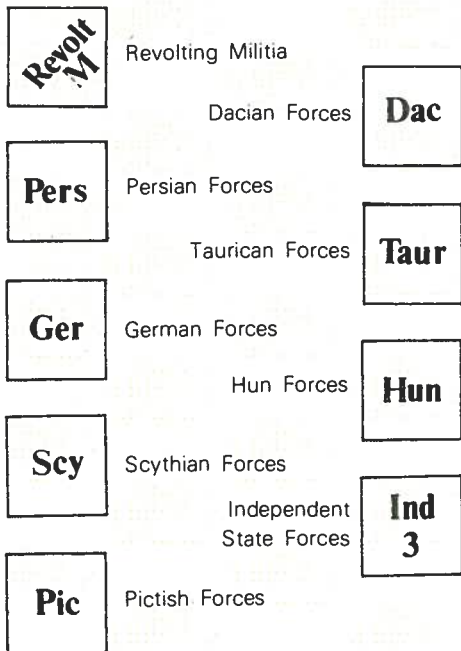 Revolt
M
Revolting Militia
Dacian Forces
Dac
Pers
Persian Forces
Taurican Forces
Taur
Ger
German Forces
Hun Forces
Hun
Scy
Scythian Forces
Independent
State Forces
Ind
3
Pic
Pictish Forces